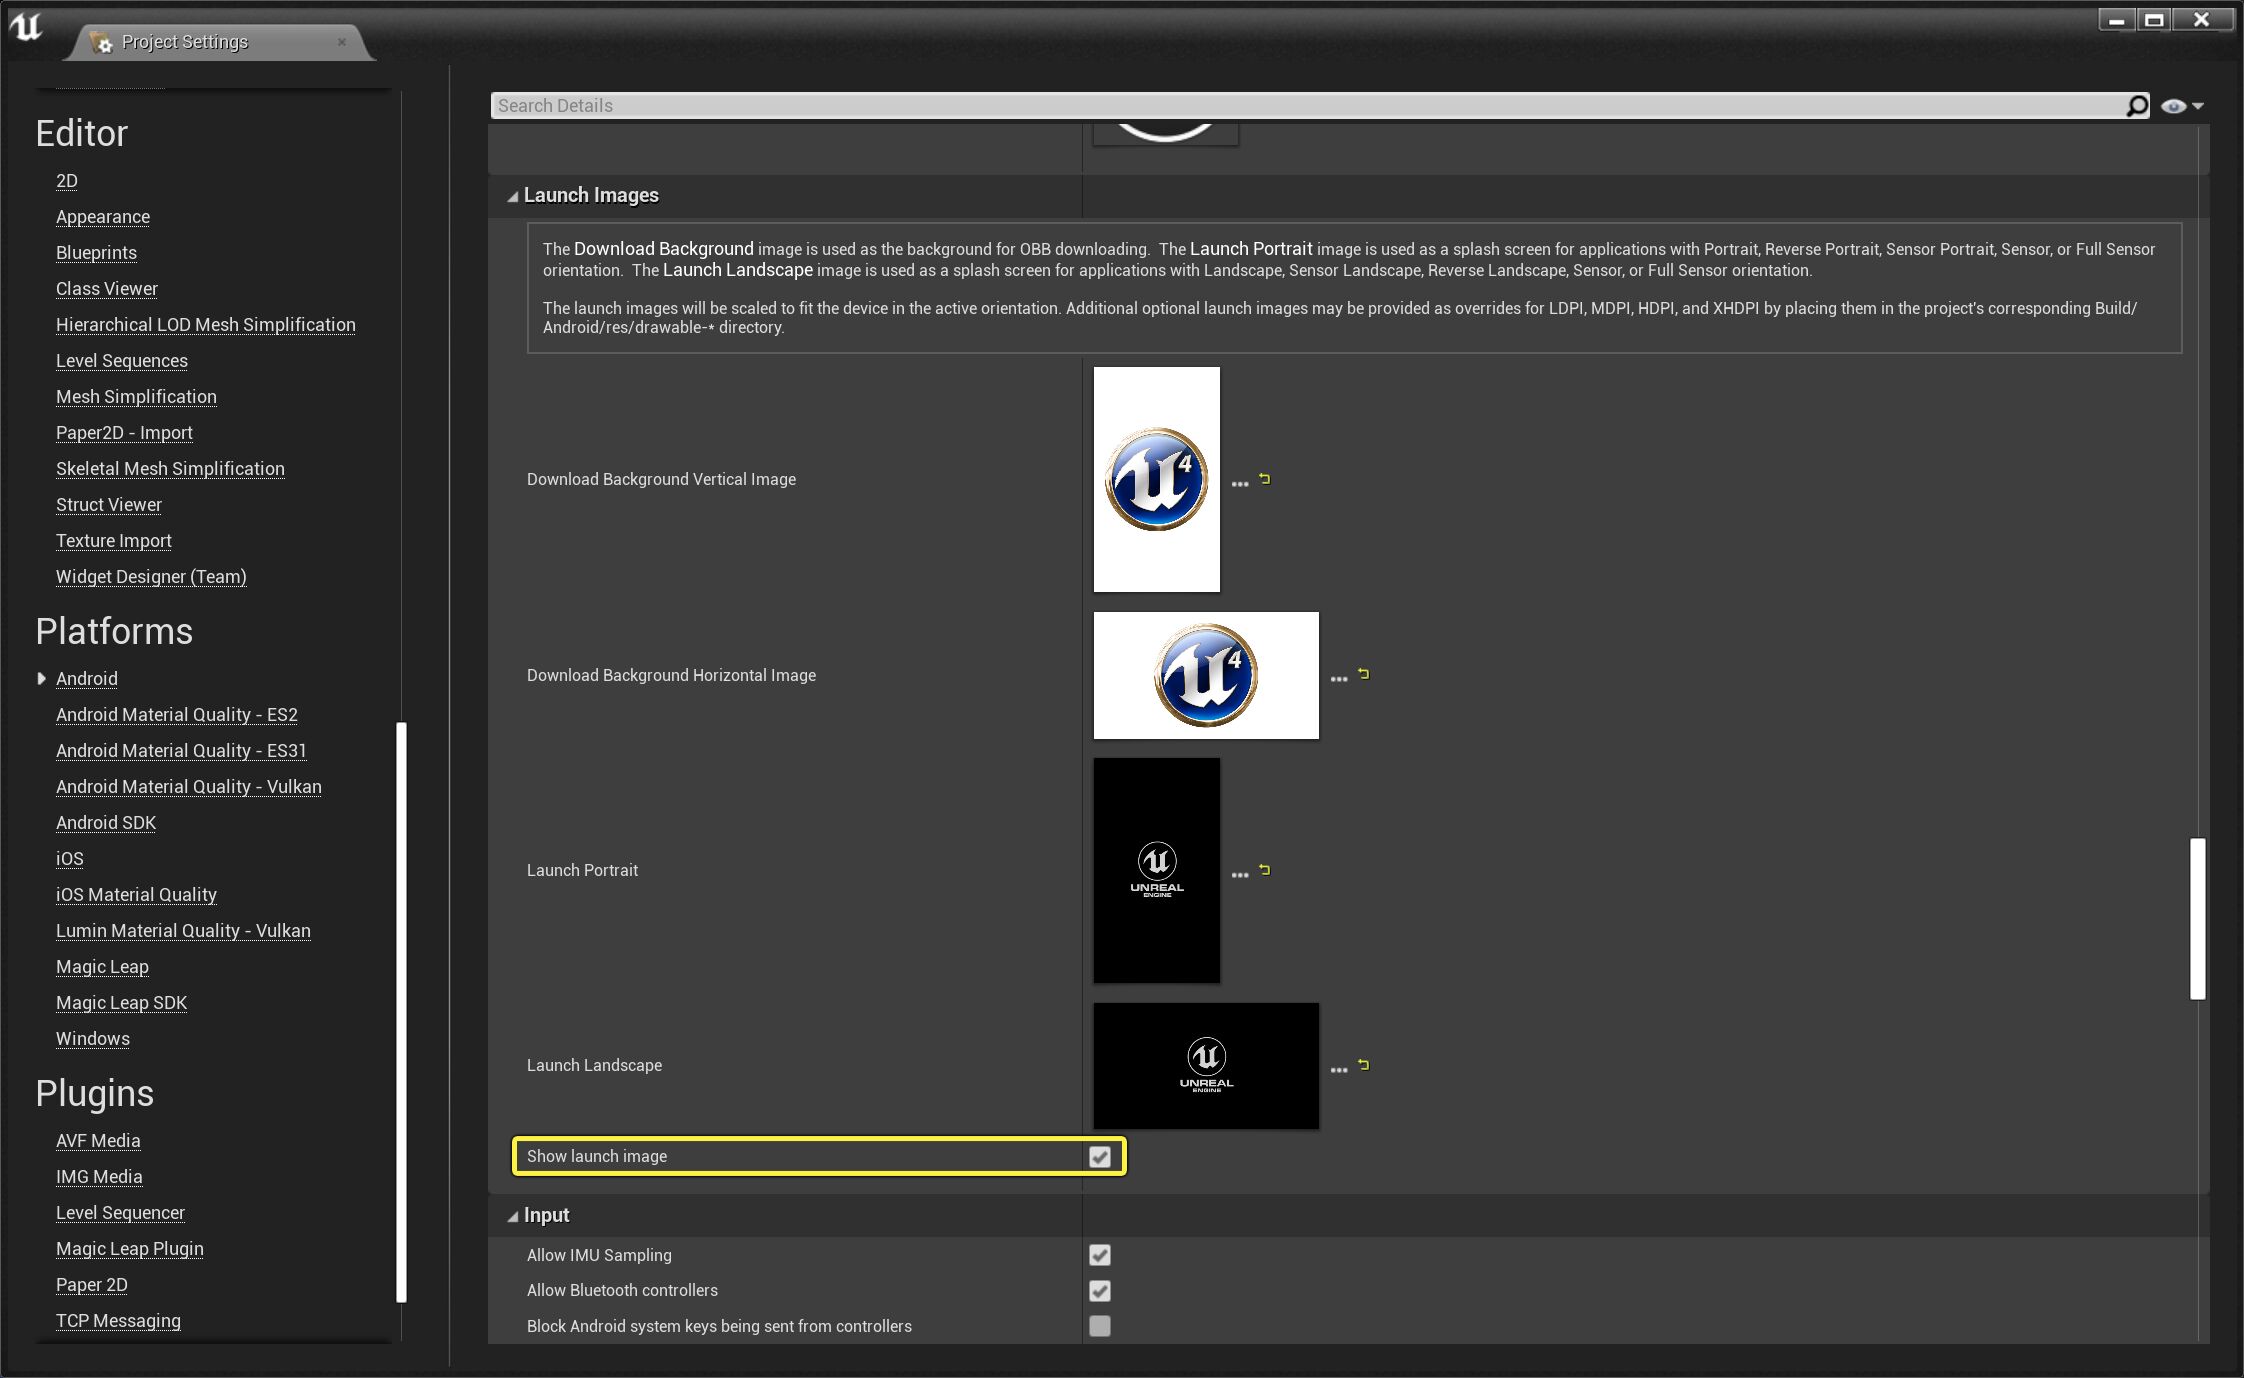 Project Settings
Editor
2D
Appearance
Blueprints
Class Viewer
Hierarchical LOD Mesh Simplification
Level Sequences
Mesh Simplification
Paper2D - Import
Skeletal Mesh Simplification
Struct Viewer
Texture Import
Widget Designer (Team)
Platforms
Android
Android Material Quality - ES2
Android Material Quality - ES31
Android Material Quality - Vulkan
Android SDK
iOS
iOS Material Quality
Lumin Material Quality - Vulkan
Magic Leap
Magic Leap SDK
Windows
Plugins
AVF Media
IMG Media
Level Sequencer
Magic Leap Plugin
Paper 2D
TCP Messaging
Search Details
Launch Images
The Download Background image is used as the background for OBB downloading.  The Launch Portrait image is used as a splash screen for applications with Portrait, Reverse Portrait, Sensor Portrait, Sensor, or Full Sensor
orientation.  The Launch Landscape image is used as a splash screen for applications with Landscape, Sensor Landscape, Reverse Landscape, Sensor, or Full Sensor orientation.
The launch images will be scaled to fit the device in the active orientation. Additional optional launch images may be provided as overrides for LDPI, MDPI, HDPI, and XHDPI by placing them in the project's corresponding Build/
Android/res/drawable-* directory.
Download Background Vertical Image
4
Download Background Horizontal Image
4
Launch Portrait
UNREAL
ENGINE
Launch Landscape
UNREAL
ENGINE
Show launch image
Input
Allow IMU Sampling
Allow Bluetooth controllers
Block Android system keys being sent from controllers